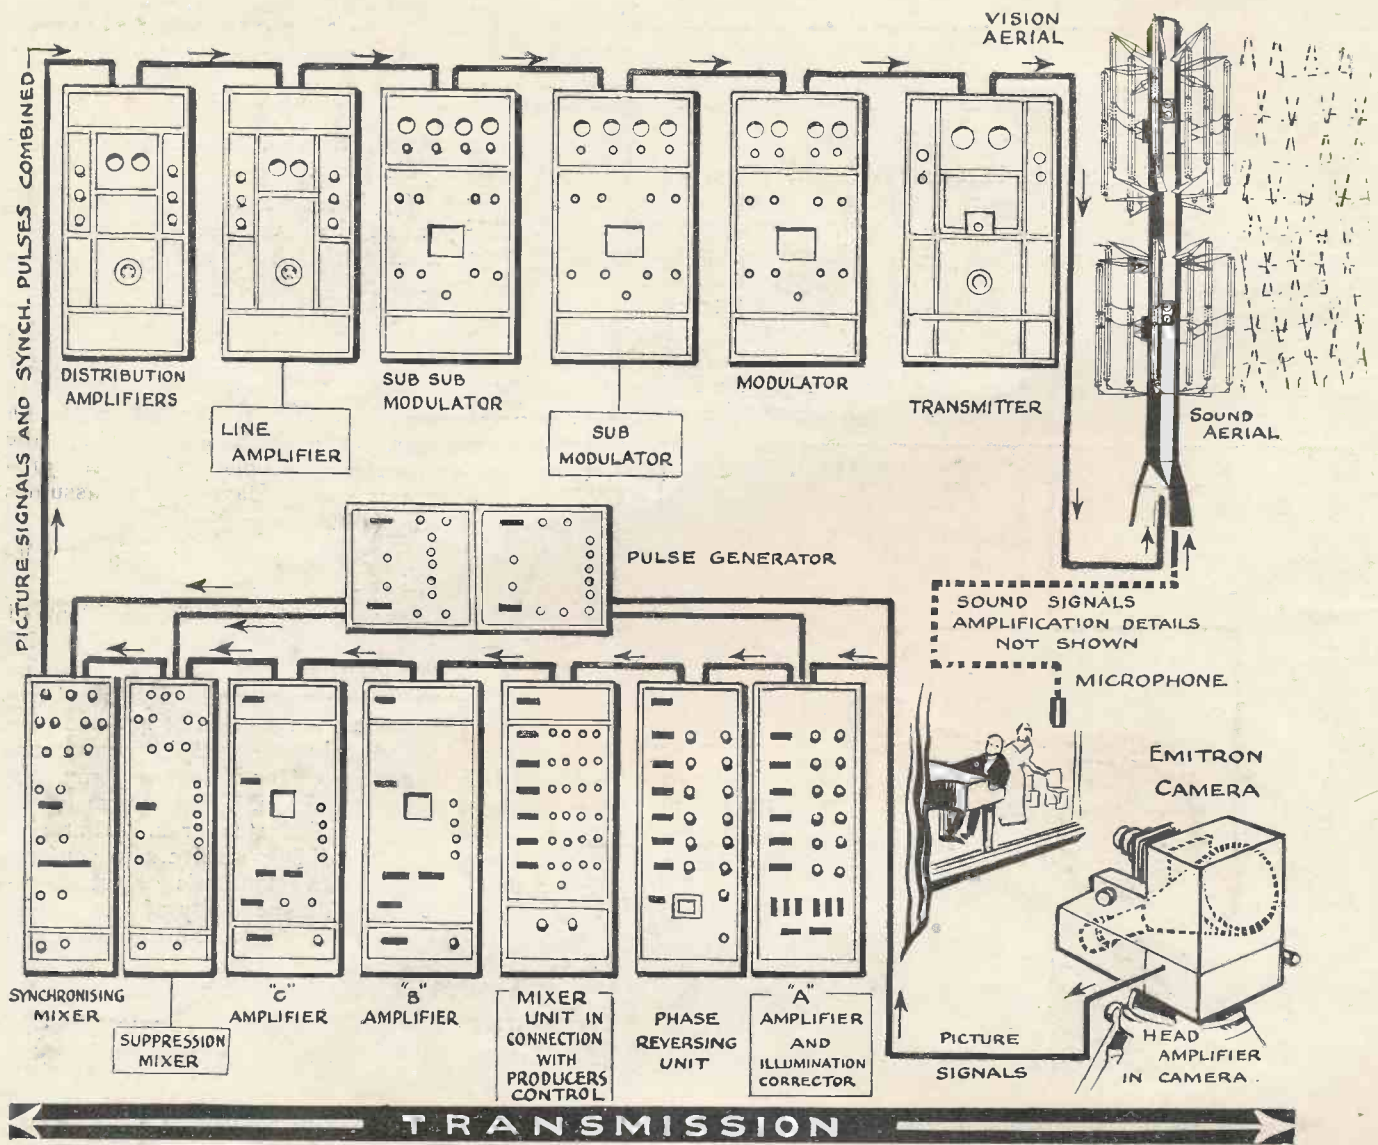 VISION
AERIAL
PICTURE SIGNALS AND SYNCH. PULSES COMBINED
DISTRIBUTION
AMPLIFIERS
LINE
AMPLIFIER
SUB SUB
MODULATOR
SUB
MODULATOR
MODULATOR
TRANSMITTER
SOUND
AERIAL
PULSE GENERATOR
SOUND SIGNALS
AMPLIFICATION DETAILS
NOT SHOWN
MICROPHONE
EMITRON
CAMERA
SYNCHRONISING
MIXER
SUPPRESSION
MIXER
"C"
AMPLIFIER
"B"
AMPLIFIER
MIXER
UNIT IN
CONNECTION
WITH
PRODUCERS
CONTROL
PHASE
REVERSING
UNIT
"A"
AMPLIFIER
AND
ILLUMINATION
CORRECTOR
PICTURE
SIGNALS
HEAD
AMPLIFIER
IN CAMERA.
TRANSMISSION